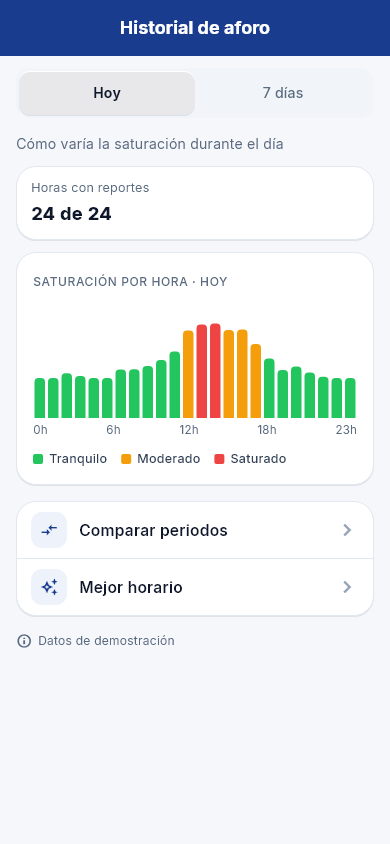 Historial de aforo
Hoy
7 días
Cómo varía la saturación durante el día
Horas con reportes
24 de 24
SATURACIÓN POR HORA · HOY
0h 6h 12h 18h 23h
Tranquilo Moderado Saturado
Comparar periodos
Mejor horario
Datos de demostración